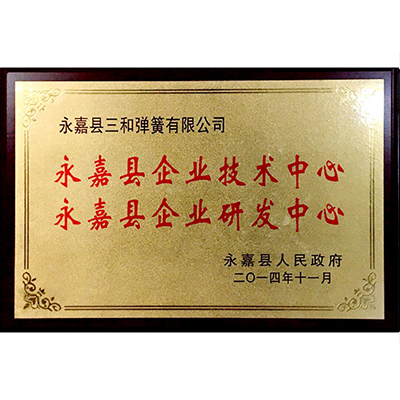 永嘉县三和弹簧有限公司
永嘉县企业技术中心
永嘉县企业研发中心
永嘉县人民政府
二〇一四年十一月